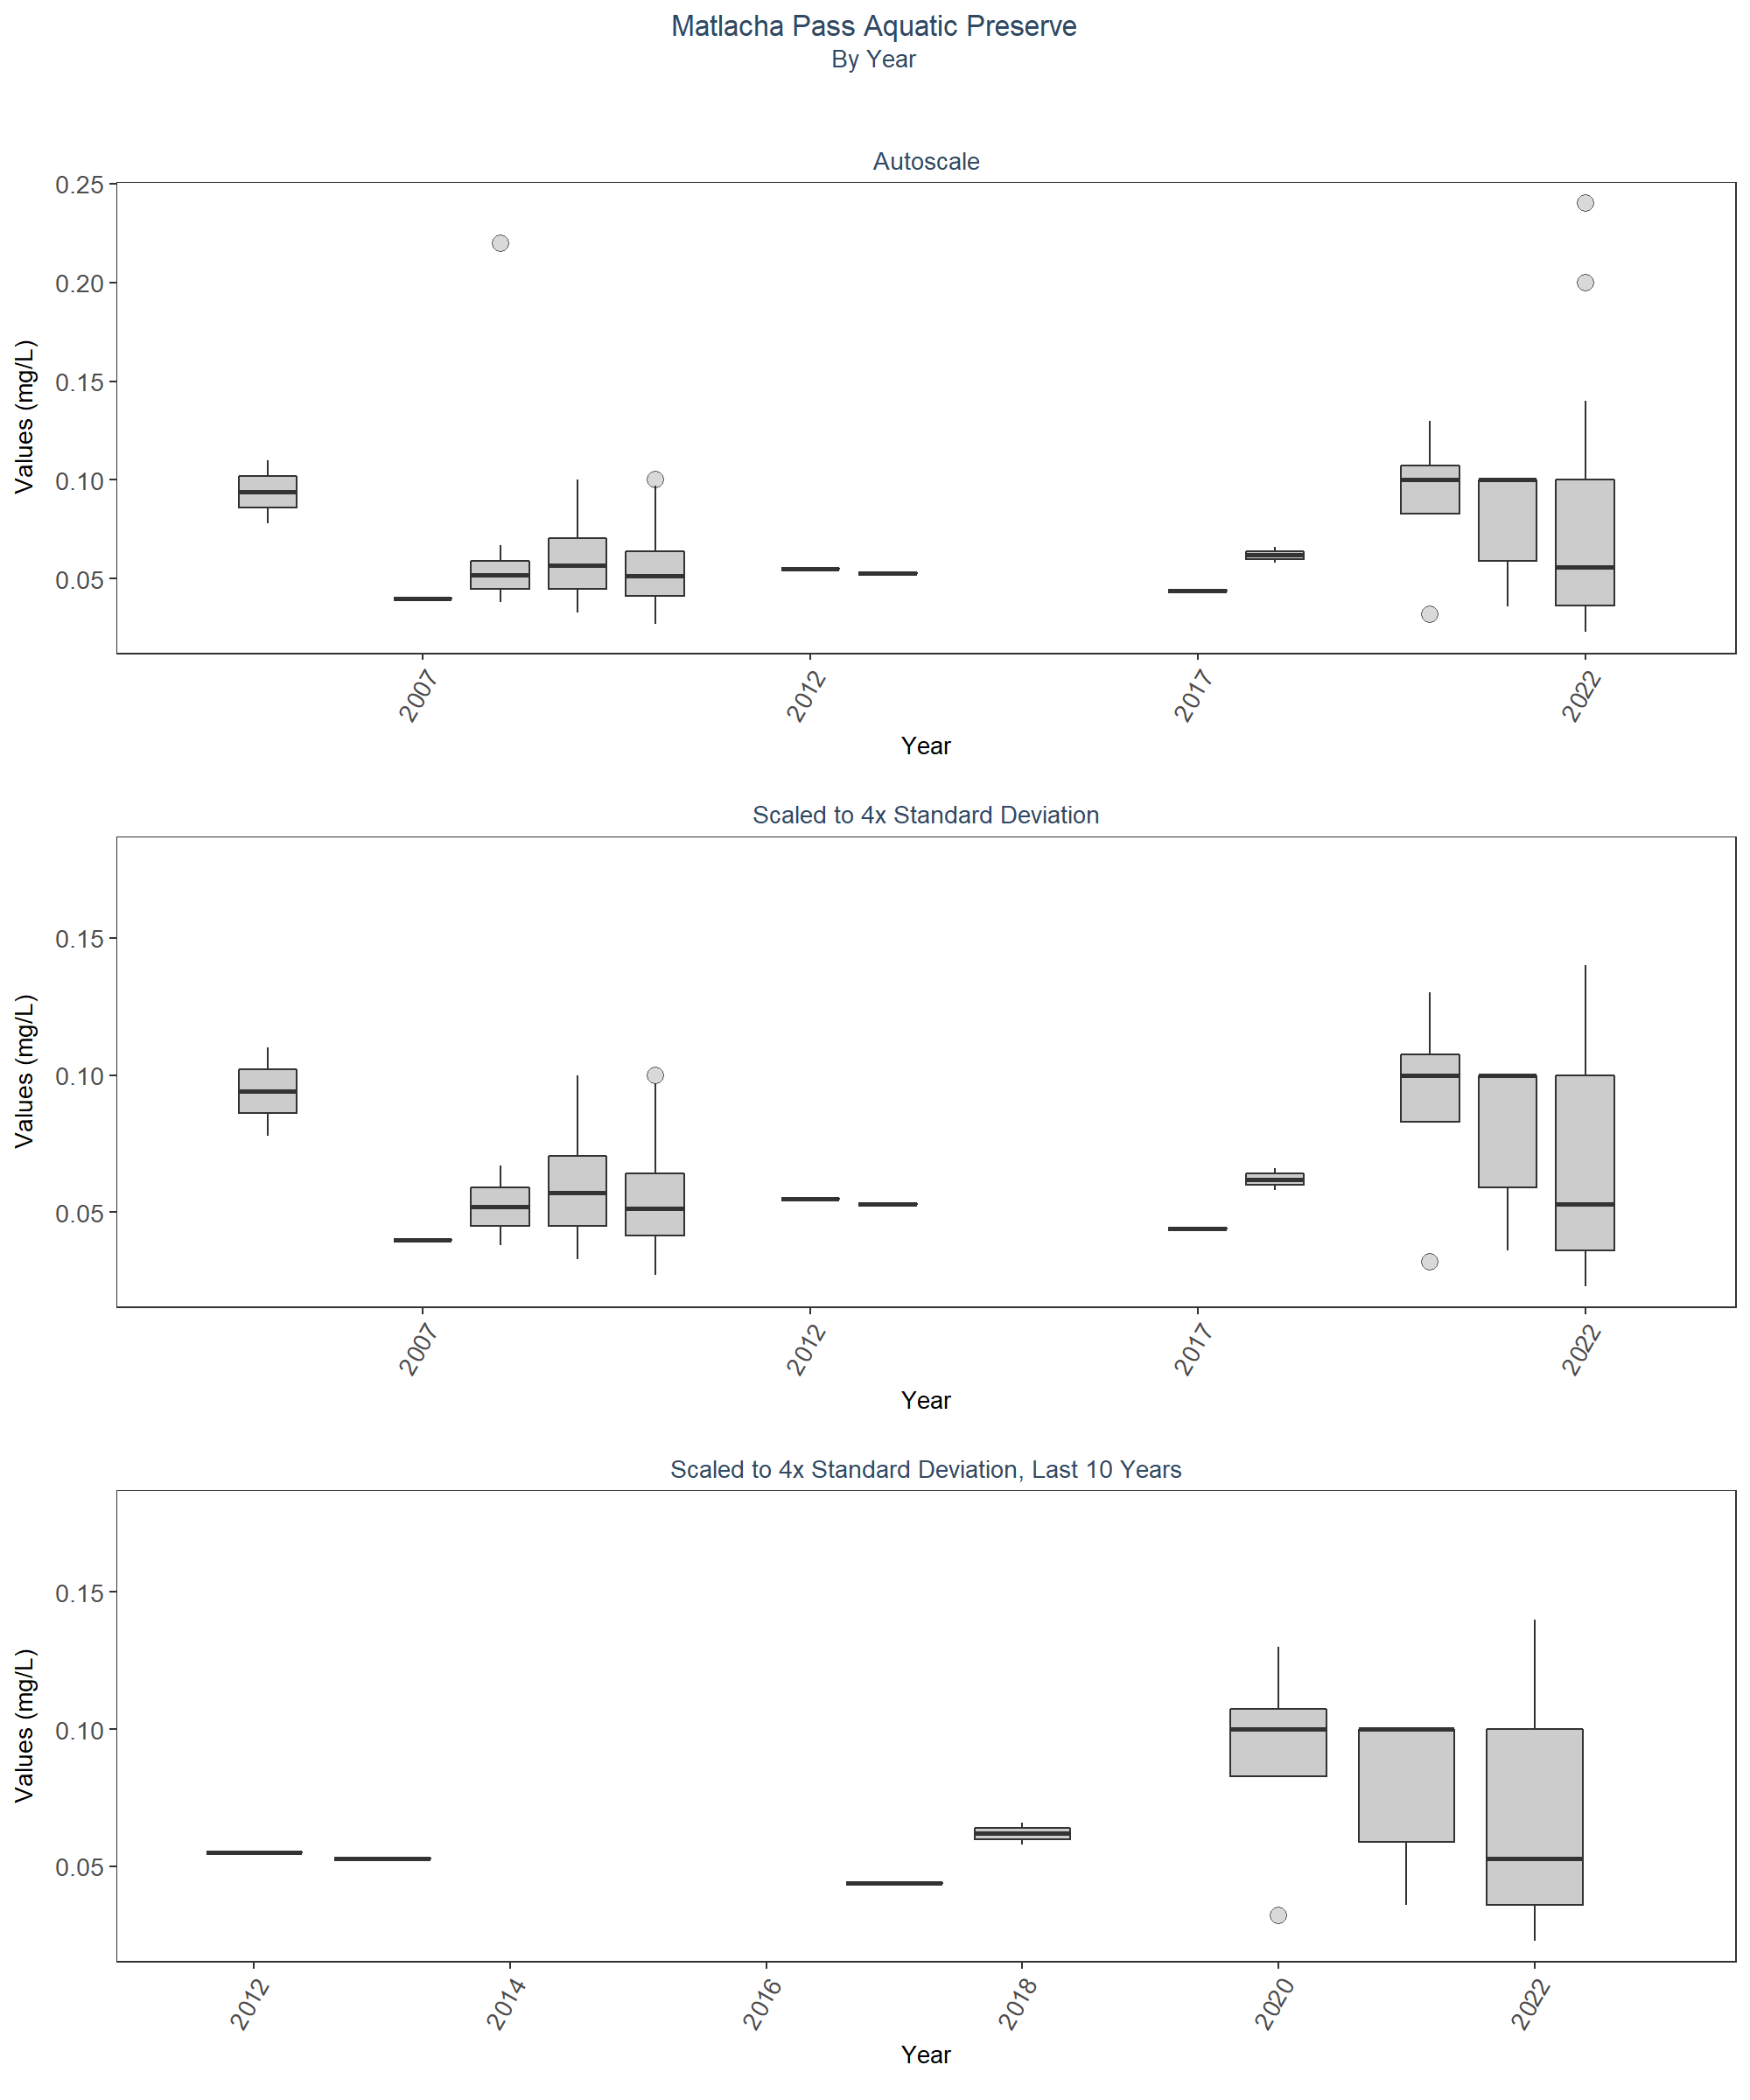 Matlacha Pass Aquatic Preserve
By Year
Autoscale
Values (mg/L)
0.25
0.20
0.15
0.10
0.05
2007
2012
2017
2022
Year
Scaled to 4x Standard Deviation
Values (mg/L)
0.15
0.10
0.05
2007
2012
2017
2022
Year
Scaled to 4x Standard Deviation, Last 10 Years
Values (mg/L)
0.15
0.10
0.05
2012
2014
2016
2018
2020
2022
Year